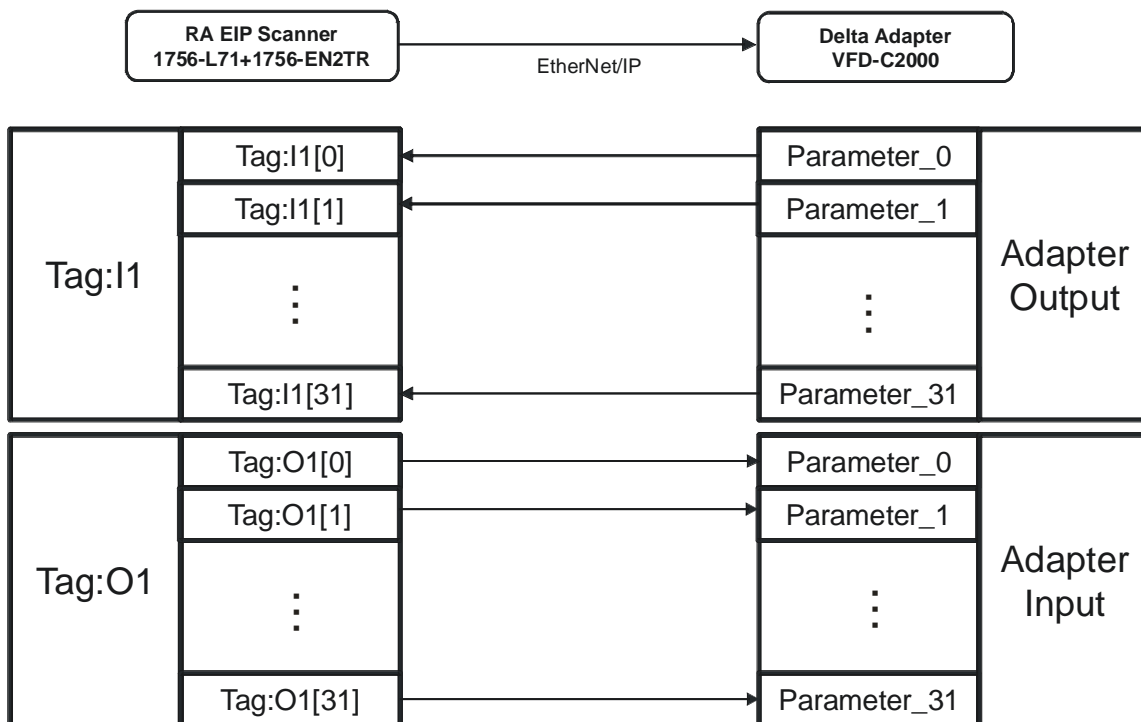 RA EIP Scanner
1756-L71+1756-EN2TR
EtherNet/IP
Delta Adapter
VFD-C2000
Tag:I1
Tag:I1[0]
Tag:I1[1]
⋮
Tag:I1[31]
Parameter_0
Parameter_1
⋮
Parameter_31
Adapter
Output
Tag:O1
Tag:O1[0]
Tag:O1[1]
⋮
Tag:O1[31]
Parameter_0
Parameter_1
⋮
Parameter_31
Adapter
Input